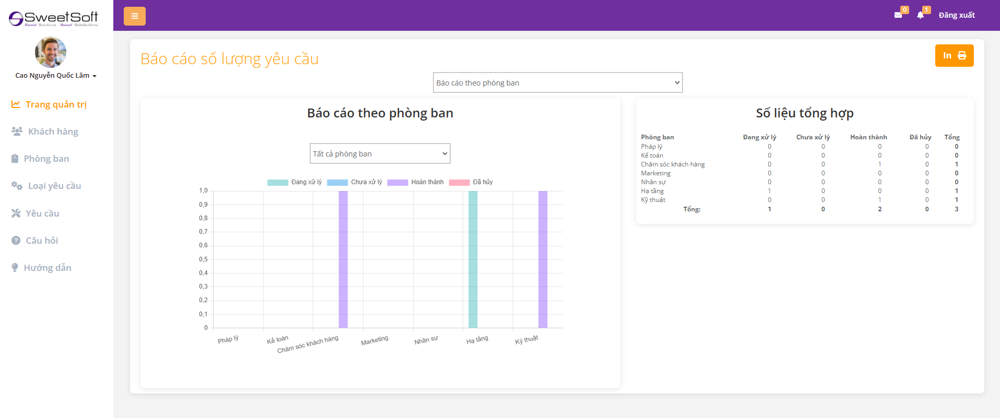 SweetSoft
Sweet Solutions - Sweet Satisfactions
Cao Nguyễn Quốc Lâm
Trang quản trị
Khách hàng
Phòng ban
Loại yêu cầu
Yêu cầu
Câu hỏi
Hướng dẫn
0
1
Đăng xuất
Báo cáo số lượng yêu cầu
In
Báo cáo theo phòng ban
Báo cáo theo phòng ban
Tất cả phòng ban
Đang xử lý Chưa xử lý Hoàn thành Đã hủy
1,0
0,9
0,8
0,7
0,6
0,5
0,4
0,3
0,2
0,1
0
Pháp lý Kế toán Chăm sóc khách hàng Marketing Nhân sự Hạ tầng Kỹ thuật
Số liệu tổng hợp
Phòng ban Đang xử lý Chưa xử lý Hoàn thành Đã hủy Tổng
Pháp lý 0 0 0 0 0
Kế toán 0 0 0 0 0
Chăm sóc khách hàng 0 0 1 0 1
Marketing 0 0 0 0 0
Nhân sự 0 0 0 0 0
Hạ tầng 1 0 0 0 1
Kỹ thuật 0 0 1 0 1
Tổng: 1 0 2 0 3